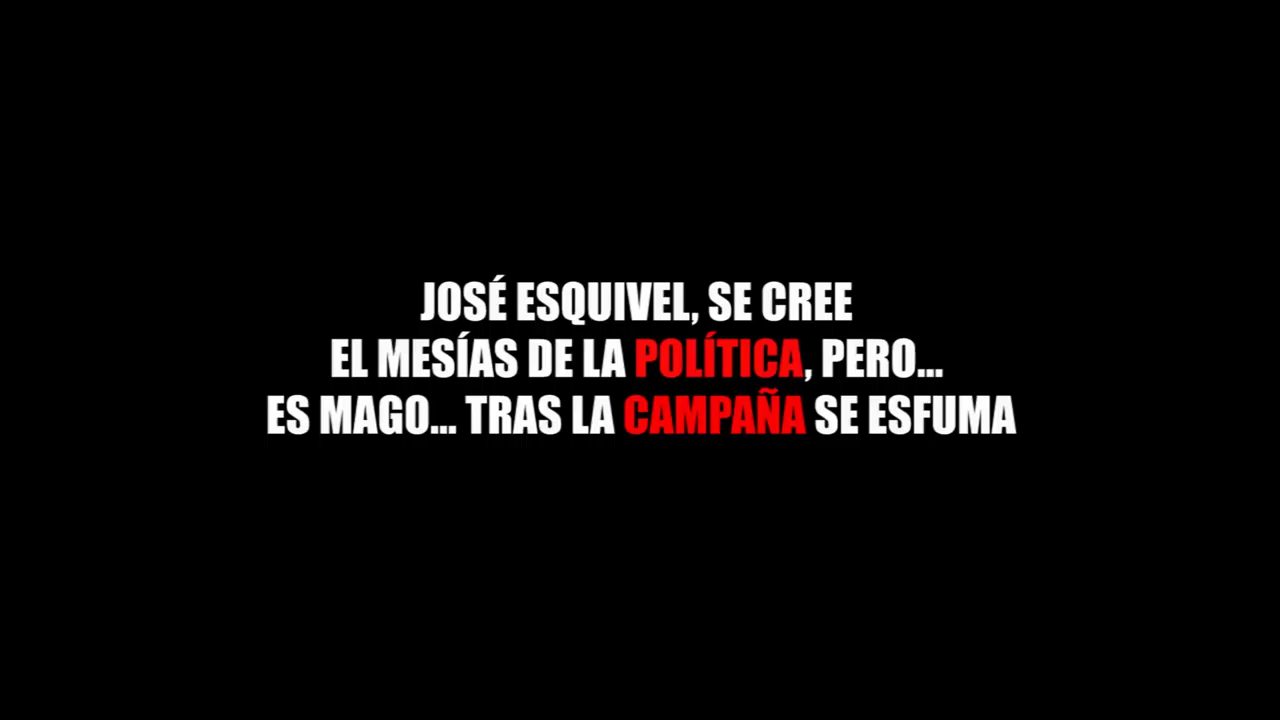 JOSÉ ESQUIVEL, SE CREE
EL MESÍAS DE LA POLÍTICA, PERO...
ES MAGO... TRAS LA CAMPAÑA SE ESFUMA